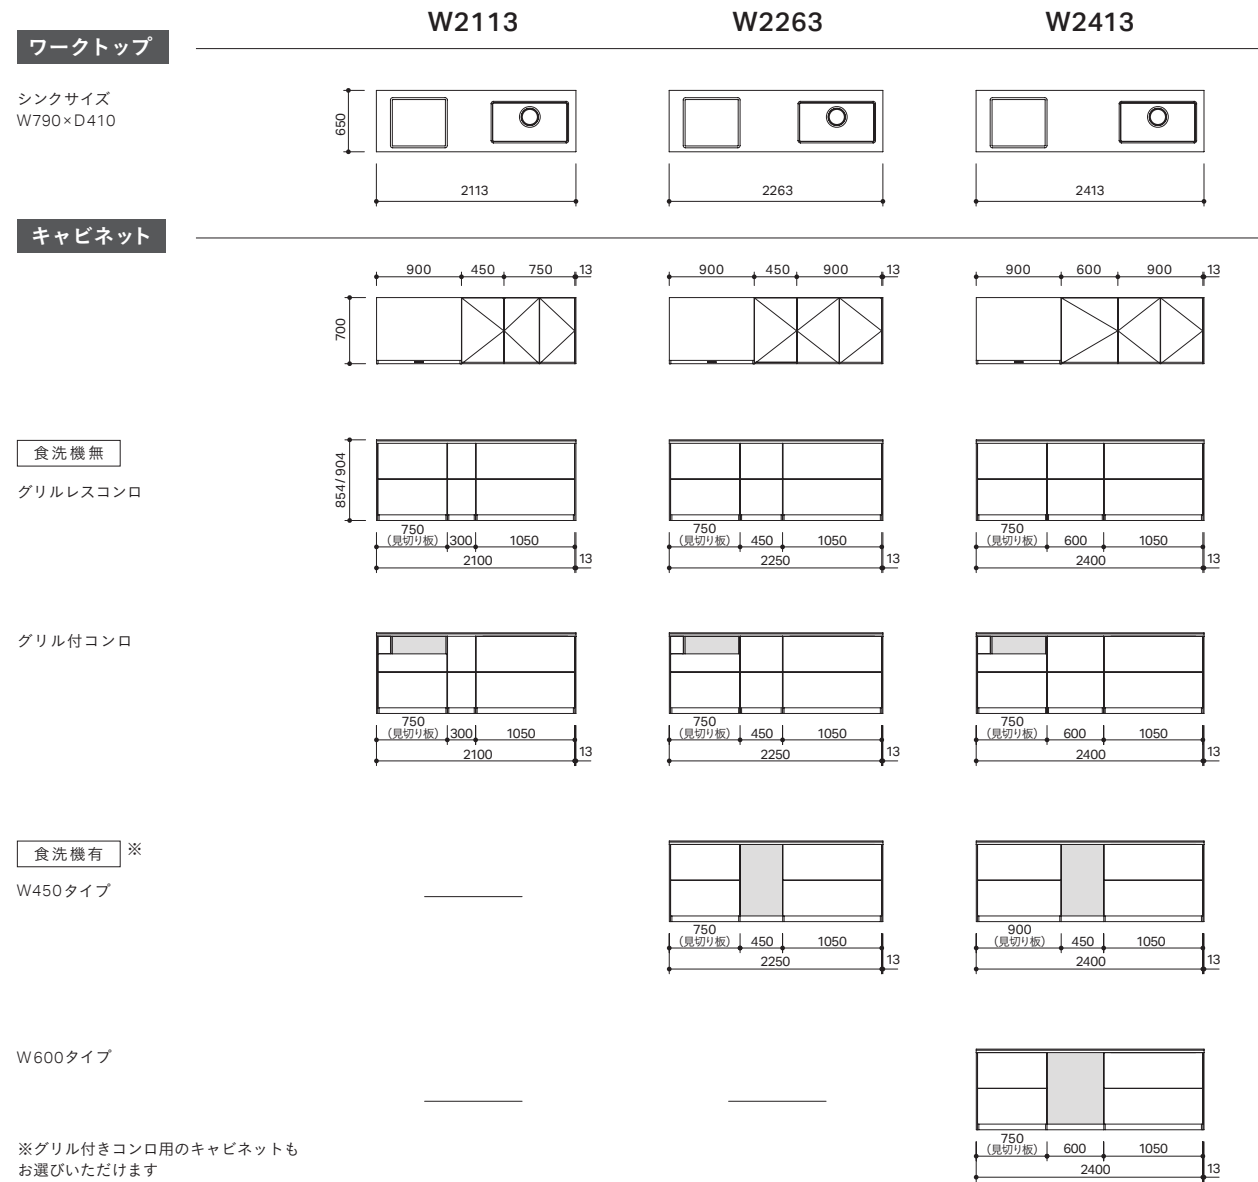 W2113 W2263 W2413
ワークトップ
シンクサイズ
W790×D410
650
2113 2263 2413
キャビネット
900 450 750 13 900 450 900 13 900 600 900 13
700
食洗機無
グリルレスコンロ
854/904
750 750 750
(見切り板) 300 1050 (見切り板) 450 1050 (見切り板) 600 1050
2100 13 2250 13 2400 13
グリル付コンロ
750 750 750
(見切り板) 300 1050 (見切り板) 450 1050 (見切り板) 600 1050
2100 13 2250 13 2400 13
食洗機有 ※
W450タイプ
750 900
(見切り板) 450 1050 (見切り板) 450 1050
2250 13 2400 13
W600タイプ
750
(見切り板) 600 1050
2400 13
※グリル付きコンロ用のキャビネットも
お選びいただけます